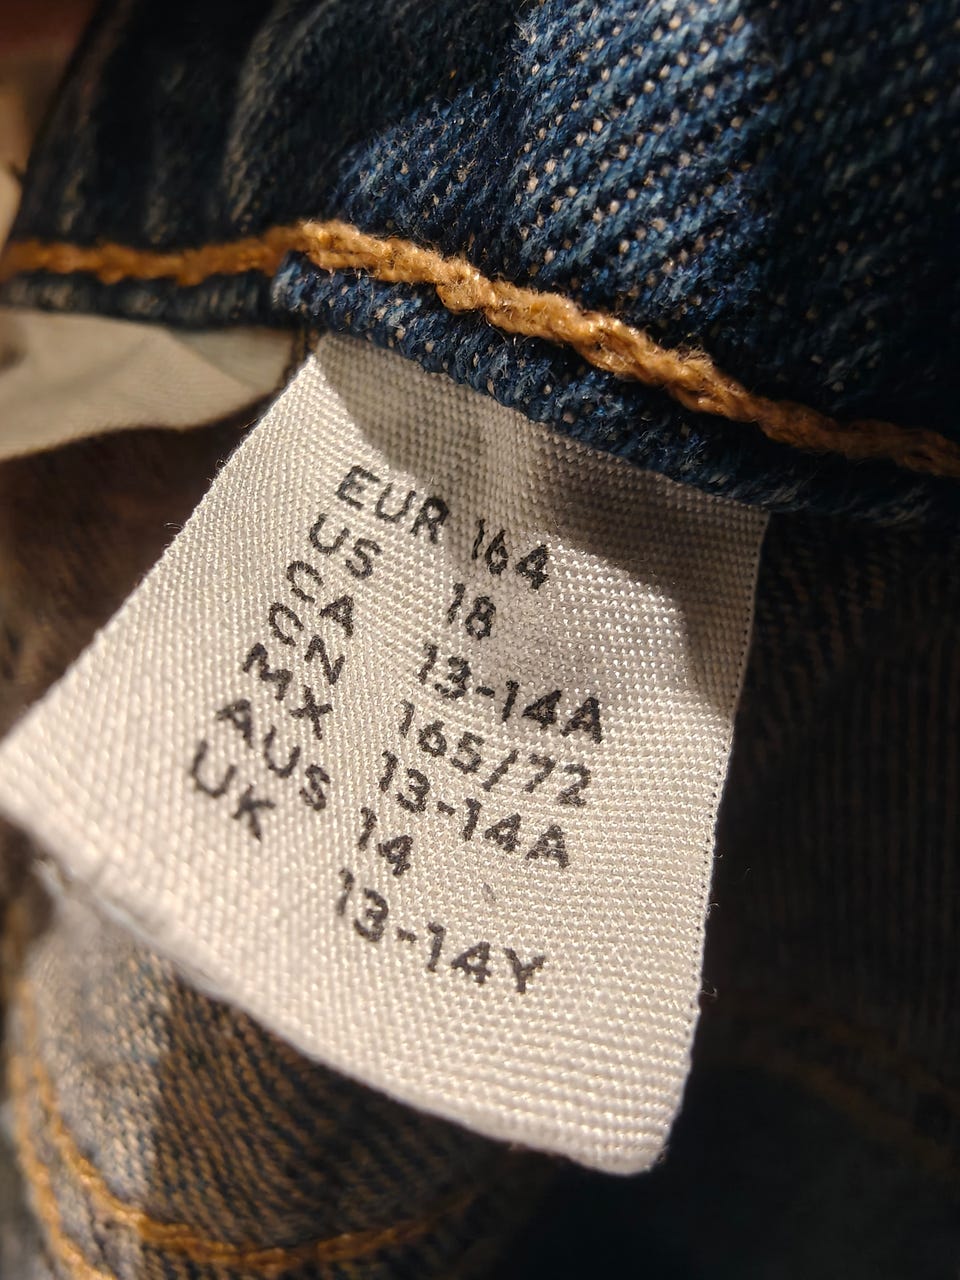 EUR 164
US 18
CA 13-14A
CN 165/72
MX 13-14A
AUS 14
UK 13-14Y